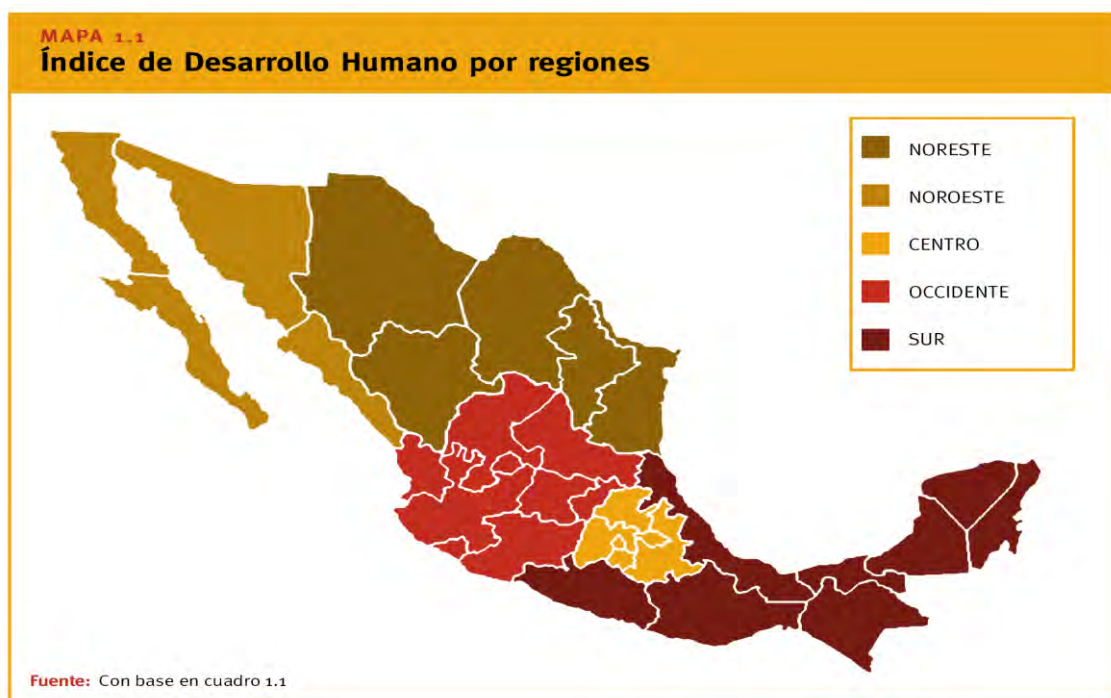 MAPA 1.1
Índice de Desarrollo Humano por regiones
NORESTE
NOROESTE
CENTRO
OCCIDENTE
SUR
Fuente: Con base en cuadro 1.1